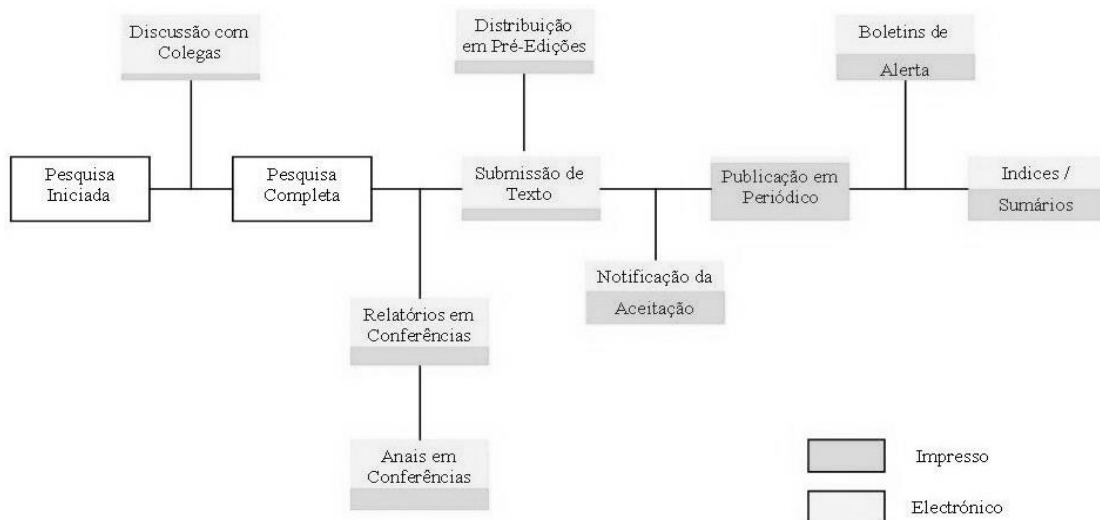 Discussão com
Colegas
Distribuição
em Pré-Edições
Boletins de
Alerta
Pesquisa
Iniciada
Pesquisa
Completa
Submissão de
Texto
Publicação em
Periódico
Indices /
Sumários
Notificação da
Aceitação
Relatórios em
Conferências
Anais em
Conferências
Impresso
Electrónico